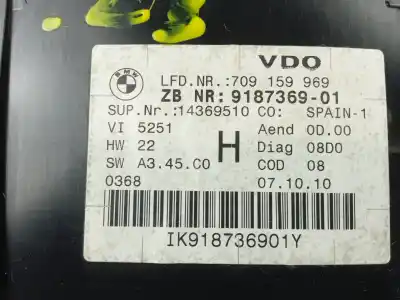 VDO
BMW
LFD.NR.:709 159 969
ZB NR: 9187369-01
SUP.Nr.:14369510 CO: SPAIN-1
VI 5251 Aend 0D.00
HW 22 H Diag 08D0
SW A3.45.C0 COD 08
0368 07.10.10
IK918736901Y